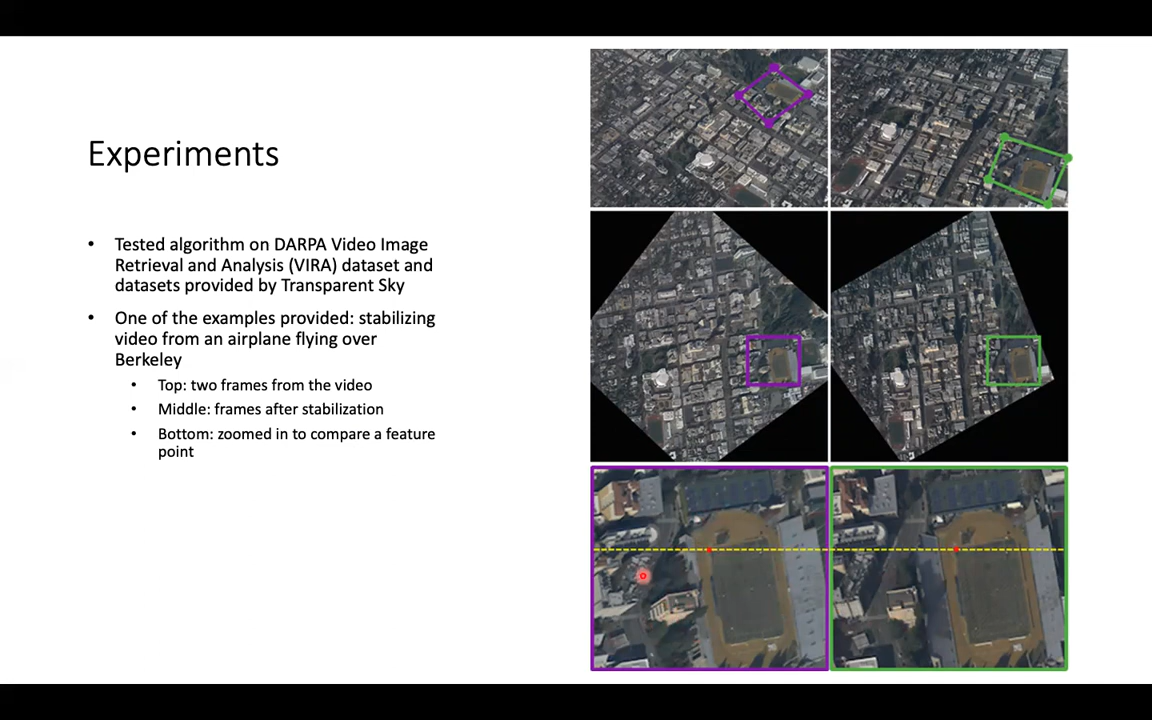 Experiments
• Tested algorithm on DARPA Video Image
Retrieval and Analysis (VIRA) dataset and
datasets provided by Transparent Sky
• One of the examples provided: stabilizing
video from an airplane flying over
Berkeley
• Top: two frames from the video
• Middle: frames after stabilization
• Bottom: zoomed in to compare a feature
point